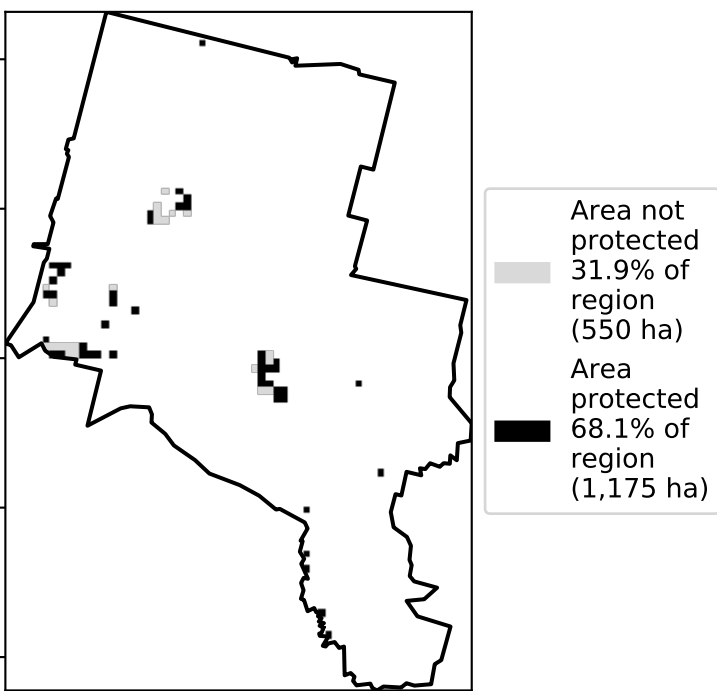 Area not
protected
31.9% of
region
(550 ha)
Area
protected
68.1% of
region
(1,175 ha)